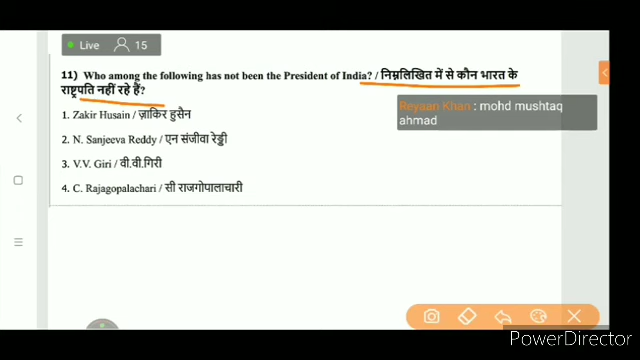 Live 15
11) Who among the following has not been the President of India? / निम्नलिखित में से कौन भारत के
राष्ट्रपति नहीं रहे हैं?
Reyaan Khan : mohd mushtaq
ahmad
1. Zakir Husain / ज़ाकिर हुसैन
2. N. Sanjeeva Reddy / एन संजीवा रेड्डी
3. V.V. Giri / वी.वी.गिरी
4. C. Rajagopalachari / सी राजगोपालाचारी
PowerDirector